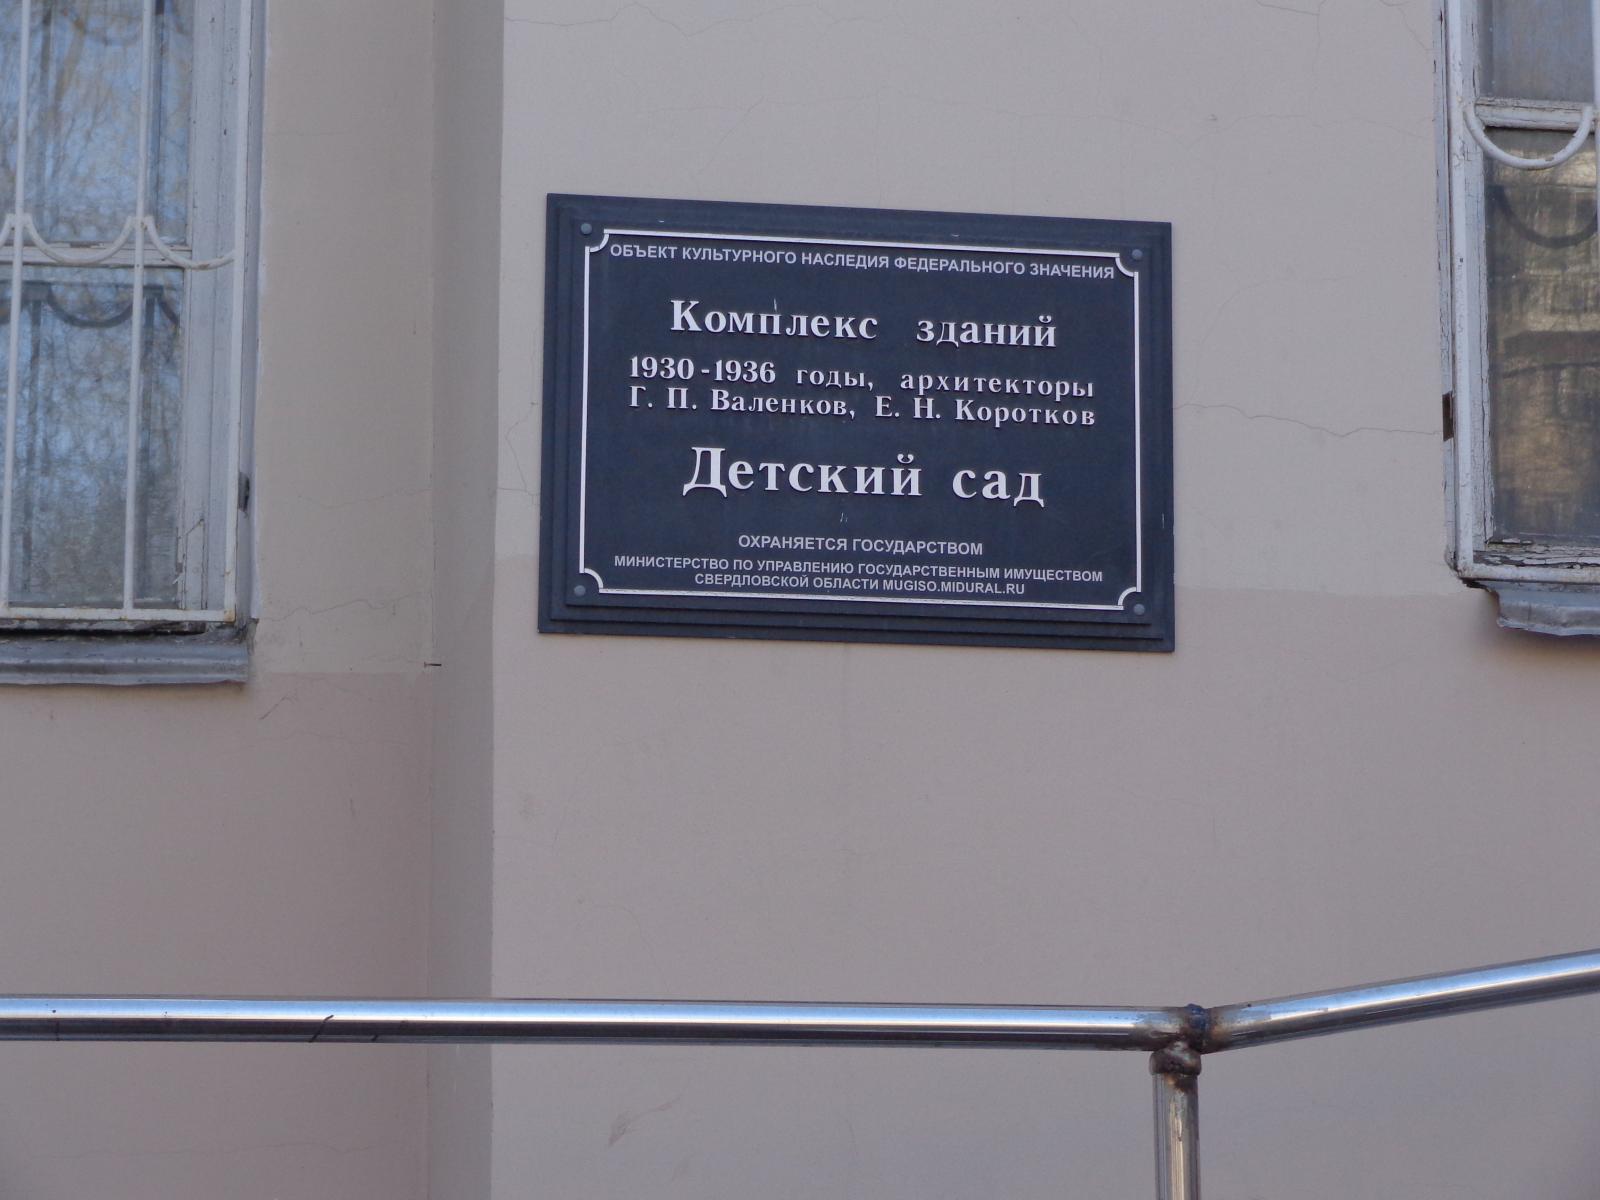 ОБЪЕКТ КУЛЬТУРНОГО НАСЛЕДИЯ ФЕДЕРАЛЬНОГО ЗНАЧЕНИЯ
Комплекс зданий
1930-1936 годы, архитекторы
Г. П. Валенков, Е. Н. Коротков
Детский сад
ОХРАНЯЕТСЯ ГОСУДАРСТВОМ
МИНИСТЕРСТВО ПО УПРАВЛЕНИЮ ГОСУДАРСТВЕННЫМ ИМУЩЕСТВОМ
СВЕРДЛОВСКОЙ ОБЛАСТИ MUGISO.MIDURAL.RU